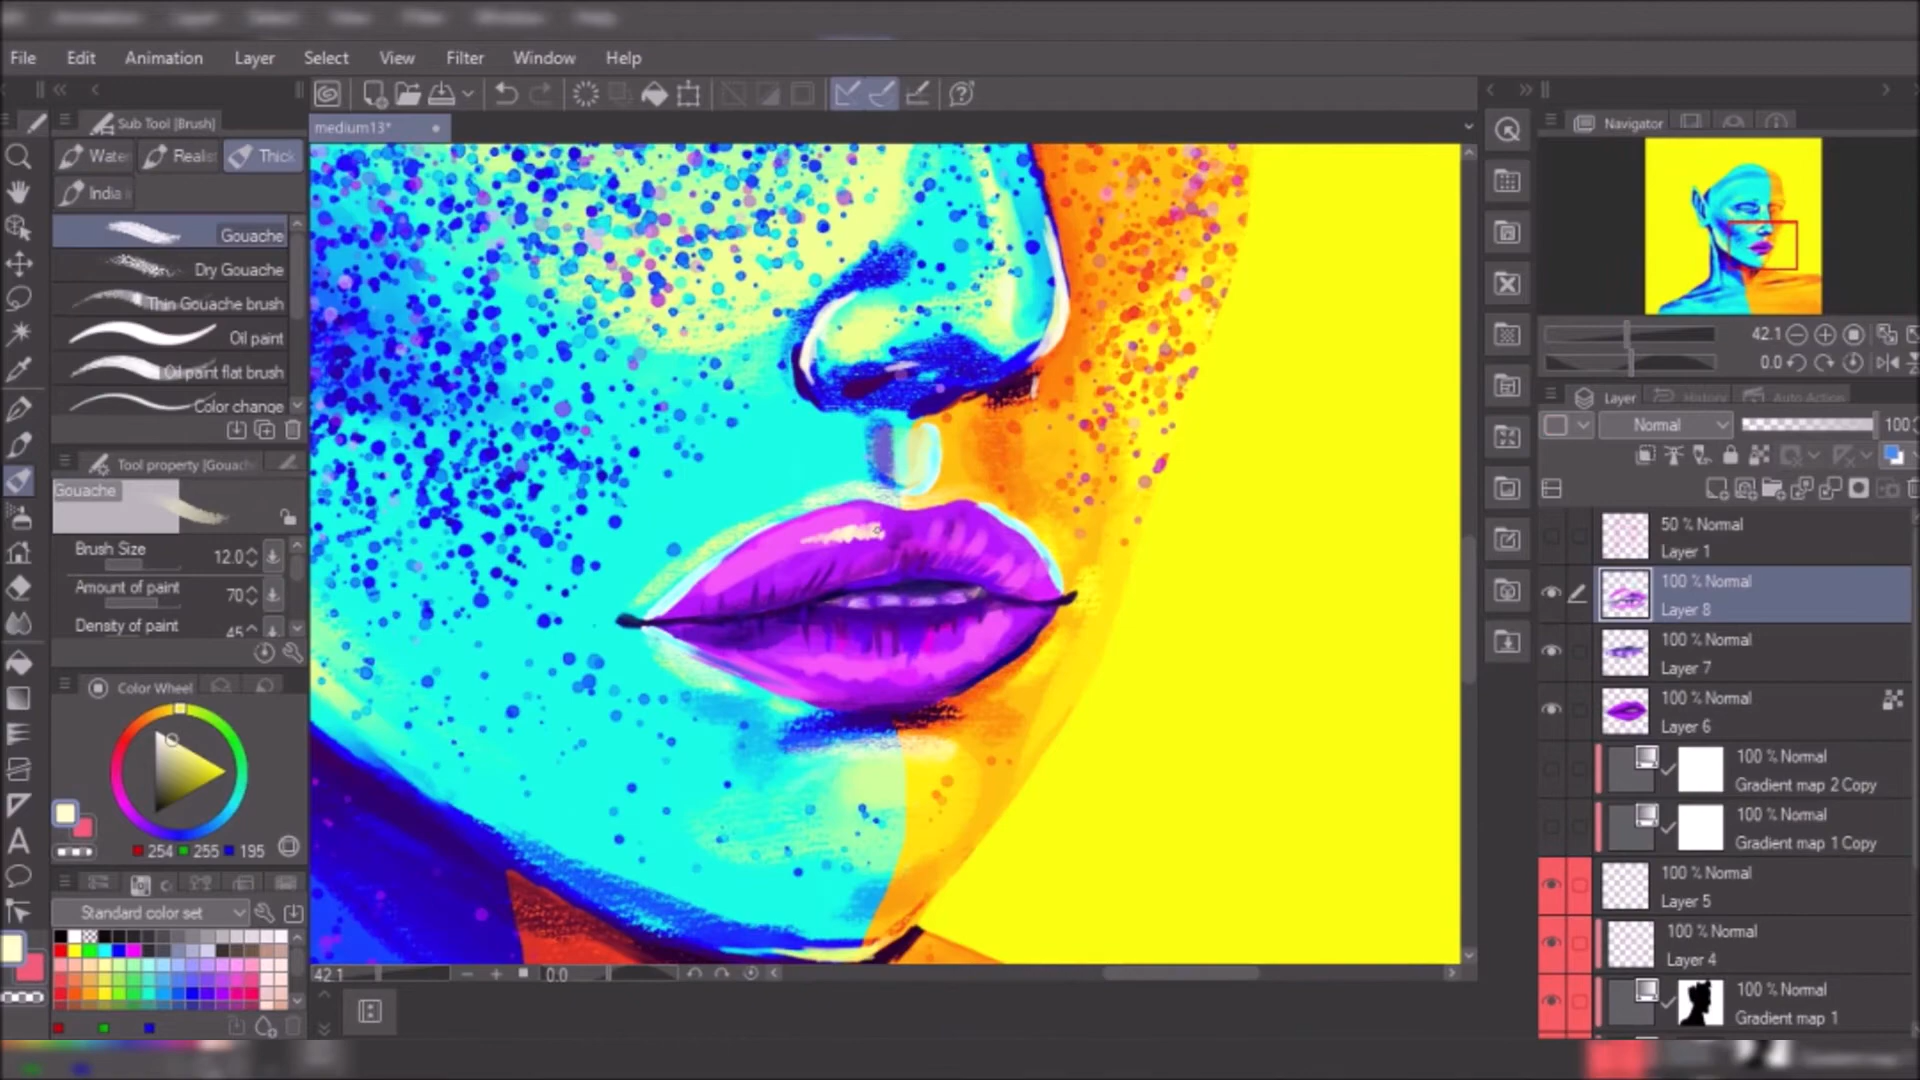 File Edit Animation Layer Select View Filter Window Help
Sub Tool [Brush]
Water Realist Thick
India
medium13*
Gouache
Dry Gouache
Thin Gouache brush
Oil paint
Oil paint flat brush
Color change
Tool property [Gouach
Gouache
Brush Size 12.0
Amount of paint 70
Density of paint 45
Color Wheel
254 255 195
Standard color set
42.1 0.0
Navigator
42.1
0.0
Layer History Auto Action
Normal 100
50 % Normal
Layer 1
100 % Normal
Layer 8
100 % Normal
Layer 7
100 % Normal
Layer 6
100 % Normal
Gradient map 2 Copy
100 % Normal
Gradient map 1 Copy
100 % Normal
Layer 5
100 % Normal
Layer 4
100 % Normal
Gradient map 1